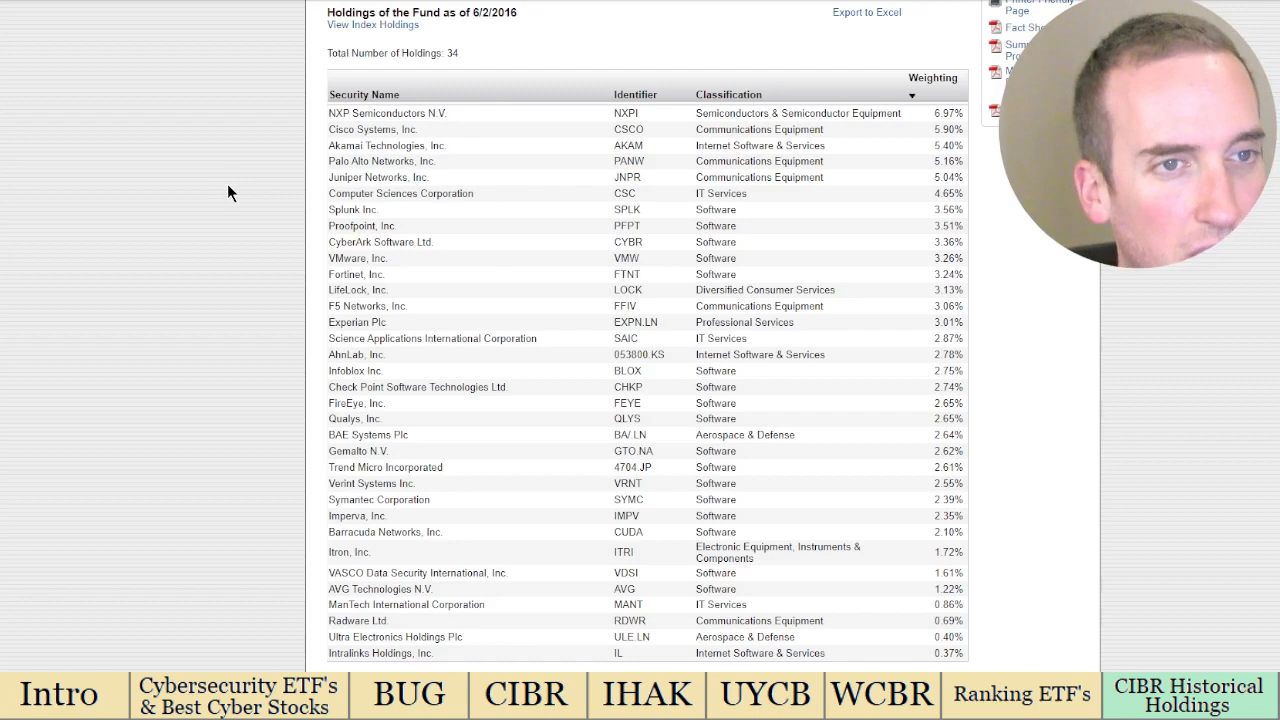 Holdings of the Fund as of 6/2/2016
Export to Excel
View Index Holdings
Total Number of Holdings: 34
Page
Fact
Weighting
Security Name Identifier Classification
NXP Semiconductors N.V. NXPI Semiconductors & Semiconductor Equipment 6.97%
Cisco Systems, Inc. CSCO Communications Equipment 5.90%
Akamai Technologies, Inc. AKAM Internet Software & Services 5.40%
Palo Alto Networks, Inc. PANW Communications Equipment 5.16%
Juniper Networks, Inc. JNPR Communications Equipment 5.04%
Computer Sciences Corporation CSC IT Services 4.65%
Splunk Inc. SPLK Software 3.56%
Proofpoint, Inc. PFPT Software 3.51%
CyberArk Software Ltd. CYBR Software 3.36%
VMware, Inc. VMW Software 3.26%
Fortinet, Inc. FTNT Software 3.24%
LifeLock, Inc. LOCK Diversified Consumer Services 3.13%
F5 Networks, Inc. FFIV Communications Equipment 3.06%
Experian Plc EXPN.LN Professional Services 3.01%
Science Applications International Corporation SAIC IT Services 2.87%
AhnLab, Inc. 053800.KS Internet Software & Services 2.78%
Infoblox Inc. BLOX Software 2.75%
Check Point Software Technologies Ltd. CHKP Software 2.74%
FireEye, Inc. FEYE Software 2.65%
Qualys, Inc. QLYS Software 2.65%
BAE Systems Plc BA/.LN Aerospace & Defense 2.64%
Gemalto N.V. GTO.NA Software 2.62%
Trend Micro Incorporated 4704.JP Software 2.61%
Verint Systems Inc. VRNT Software 2.55%
Symantec Corporation SYMC Software 2.39%
Imperva, Inc. IMPV Software 2.35%
Barracuda Networks, Inc. CUDA Software 2.10%
Itron, Inc. ITRI Electronic Equipment, Instruments & 1.72%
Components
VASCO Data Security International, Inc. VDSI Software 1.61%
AVG Technologies N.V. AVG Software 1.22%
ManTech International Corporation MANT IT Services 0.86%
Radware Ltd. RDWR Communications Equipment 0.69%
Ultra Electronics Holdings Plc ULE.LN Aerospace & Defense 0.40%
Intralinks Holdings, Inc. IL Internet Software & Services 0.37%
Intro
Cybersecurity ETF's
& Best Cyber Stocks
BUG
CIBR
IHAK
UYCB
WCBR
Ranking ETF's
CIBR Historical
Holdings